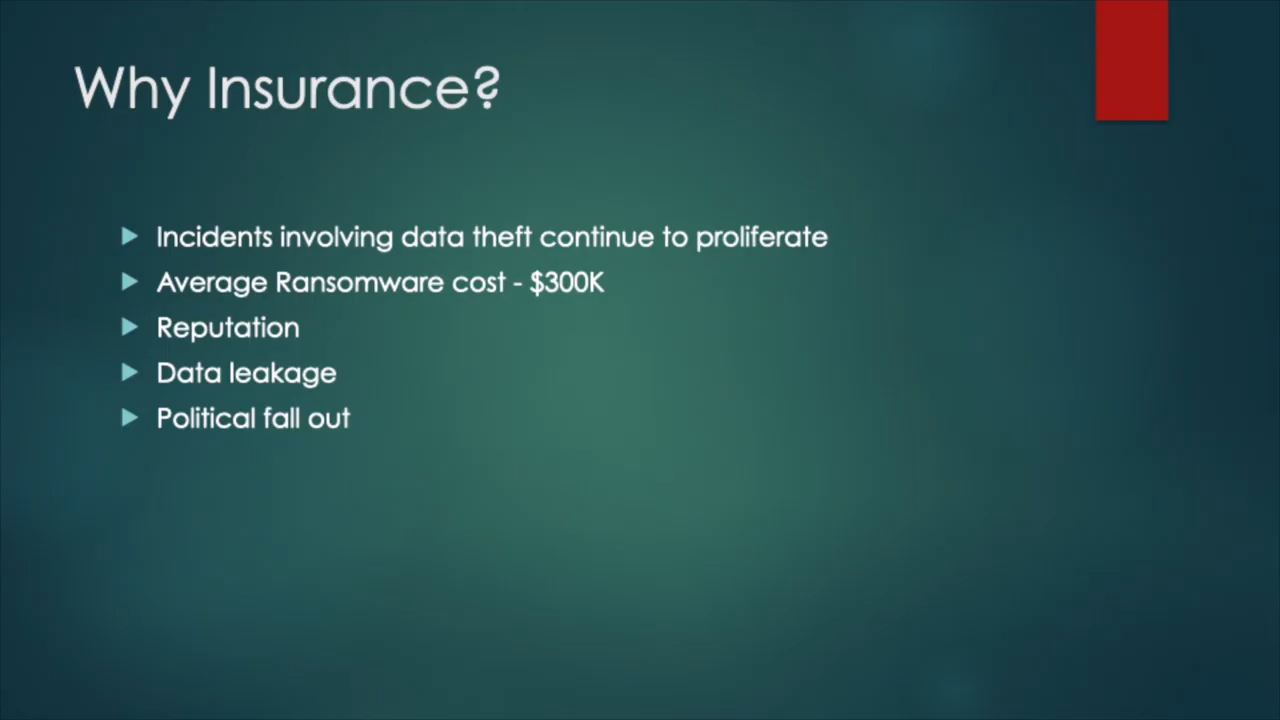 Why Insurance?
Incidents involving data theft continue to proliferate
Average Ransomware cost - $300K
Reputation
Data leakage
Political fall out